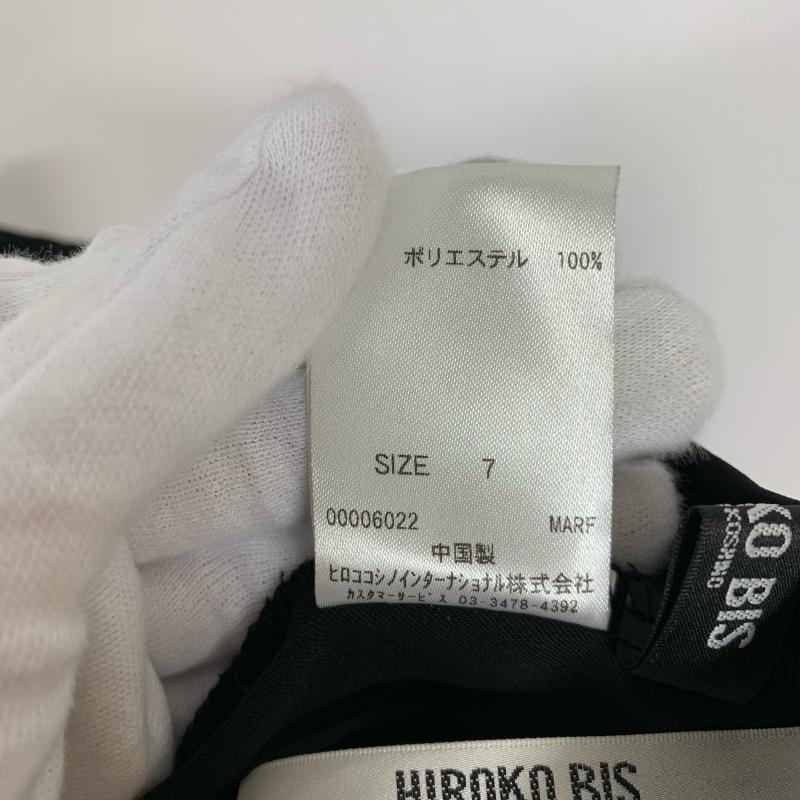 ポリエステル 100%
SIZE 7
00006022 MARF
中国製
ヒロココシノインターナショナル株式会社
カスタマーサービス 03-3478-4392
KO BIS
KOSHINO
HIROKO BIS